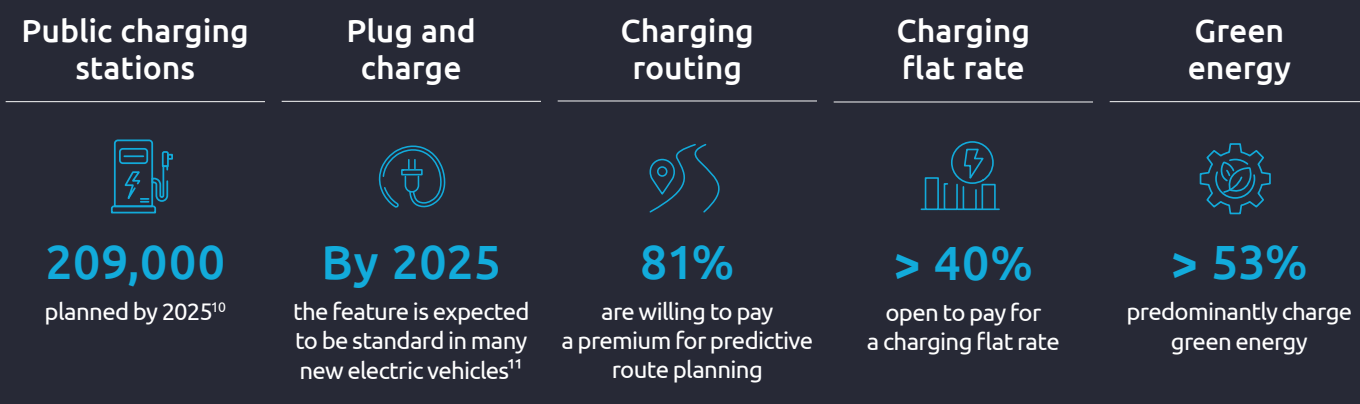 Public charging
stations
209,000
planned by 2025¹⁰
Plug and
charge
By 2025
the feature is expected
to be standard in many
new electric vehicles¹¹
Charging
routing
81%
are willing to pay
a premium for predictive
route planning
Charging
flat rate
> 40%
open to pay for
a charging flat rate
Green
energy
> 53%
predominantly charge
green energy